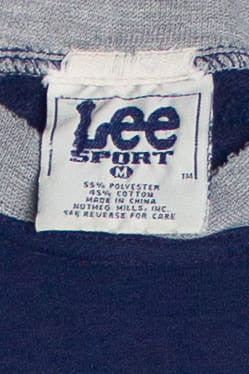 Lee
SPORT
M
TM
55% POLYESTER
45% COTTON
MADE IN CHINA
NUTMEG MILLS, INC.
SEE REVERSE FOR CARE